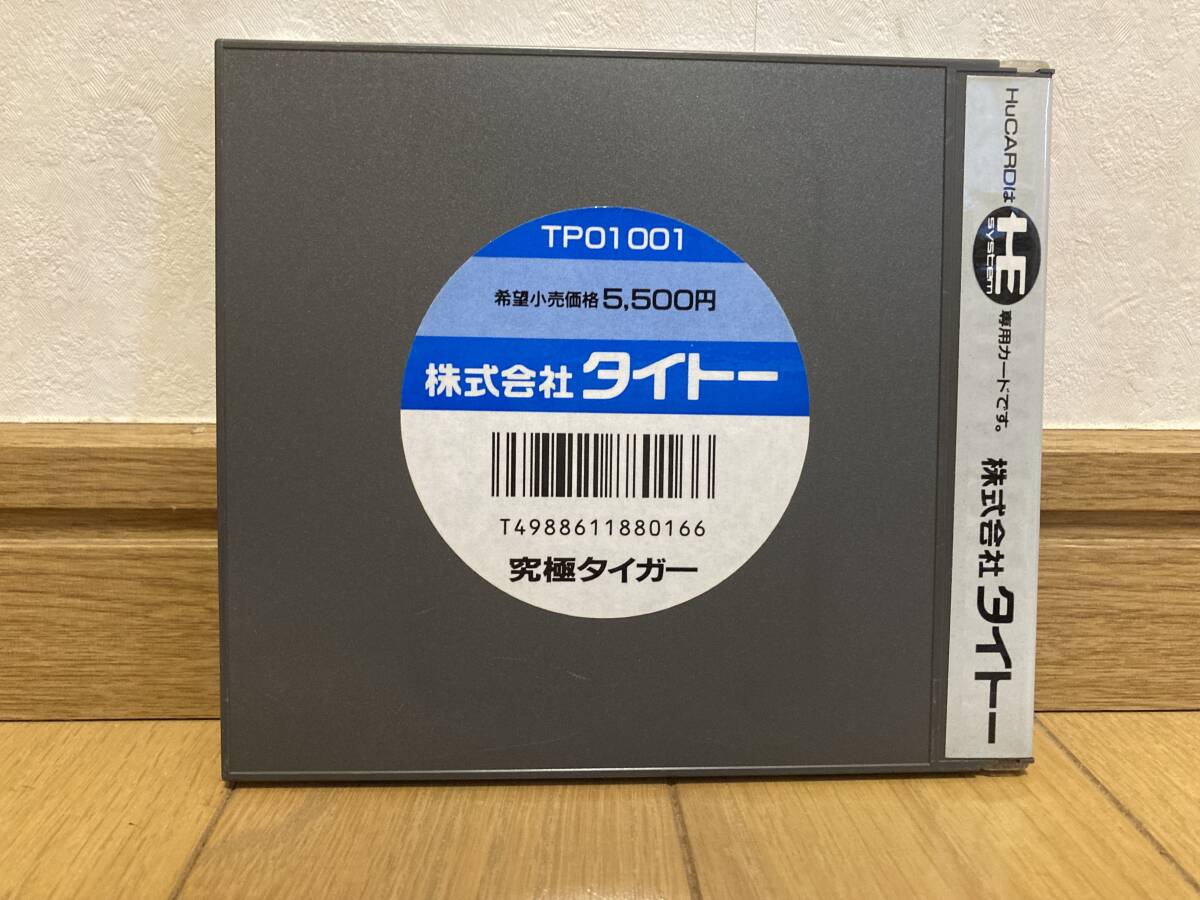 TP01001
希望小売価格5,500円
株式会社タイトー
T4988611880166
究極タイガー
HuCARDは HE SYSTEM 専用カードです。 株式会社タイトー